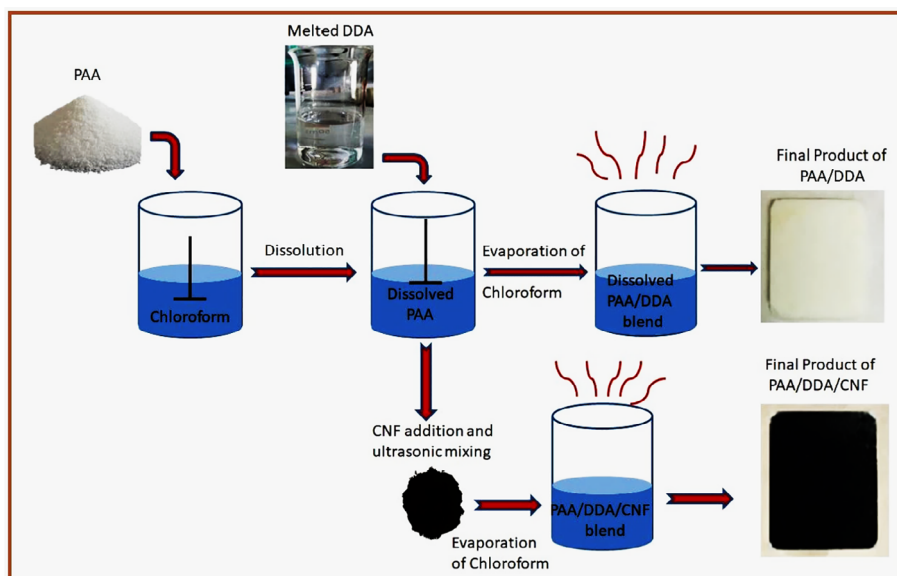 PAA
Melted DDA
Chloroform
Dissolution
Dissolved
PAA
Evaporation of
Chloroform
Dissolved
PAA/DDA
blend
Final Product of
PAA/DDA
CNF addition and
ultrasonic mixing
Evaporation
of Chloroform
PAA/DDA/CNF
blend
Final Product of
PAA/DDA/CNF